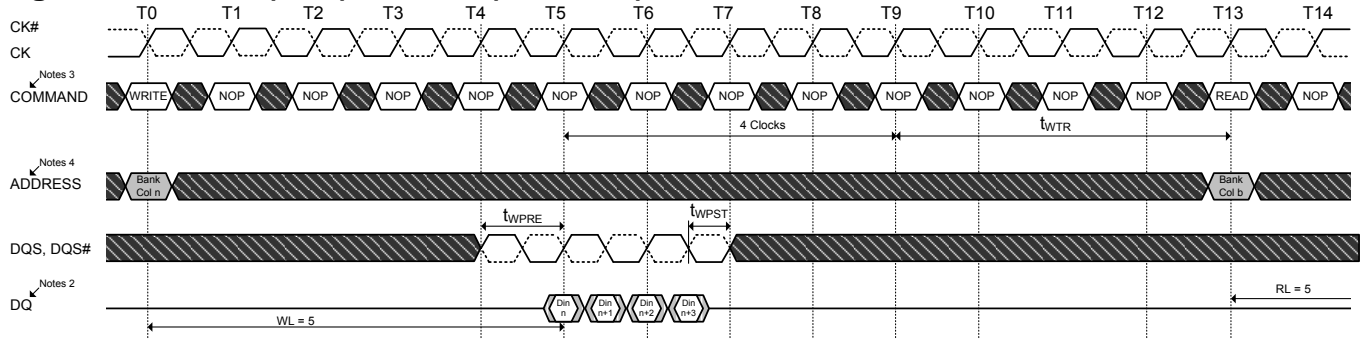 T0 T1 T2 T3 T4 T5 T6 T7 T8 T9 T10 T11 T12 T13 T14
CK#
CK
Notes 3
COMMAND WRITE NOP NOP NOP NOP NOP NOP NOP NOP NOP NOP NOP NOP READ NOP
4 Clocks tWTR
Notes 4
ADDRESS
Bank
Col n
Bank
Col b
tWPRE tWPST
DQS, DQS#
Notes 2
DQ
Din
n
Din
n+1
Din
n+2
Din
n+3
RL = 5
WL = 5